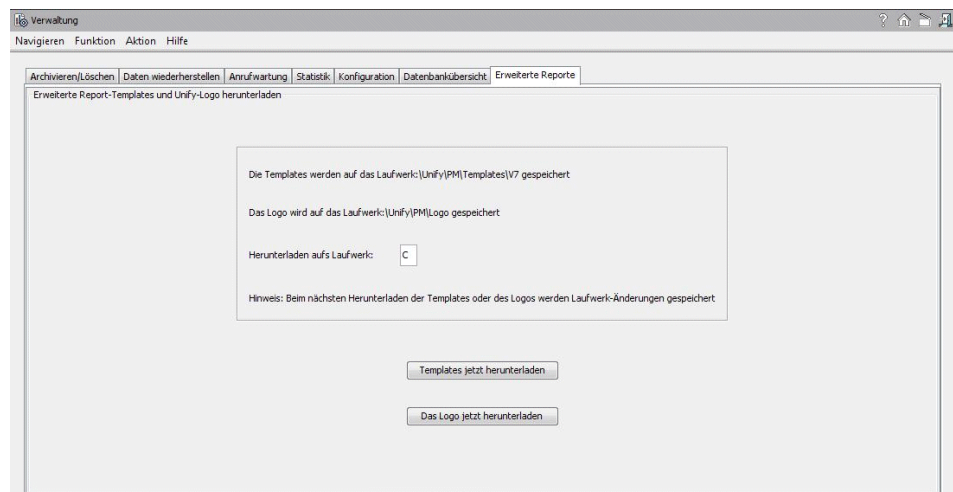 Verwaltung
Navigieren Funktion Aktion Hilfe
Archivieren/Löschen Daten wiederherstellen Anrufwartung Statistik Konfiguration Datenbankübersicht Erweiterte Reporte
Erweiterte Report-Templates und Unify-Logo herunterladen
Die Templates werden auf das Laufwerk:\Unify\PM\Templates\V7 gespeichert
Das Logo wird auf das Laufwerk:\Unify\PM\Logo gespeichert
Herunterladen aufs Laufwerk: C
Hinweis: Beim nächsten Herunterladen der Templates oder des Logos werden Laufwerk-Änderungen gespeichert
Templates jetzt herunterladen
Das Logo jetzt herunterladen